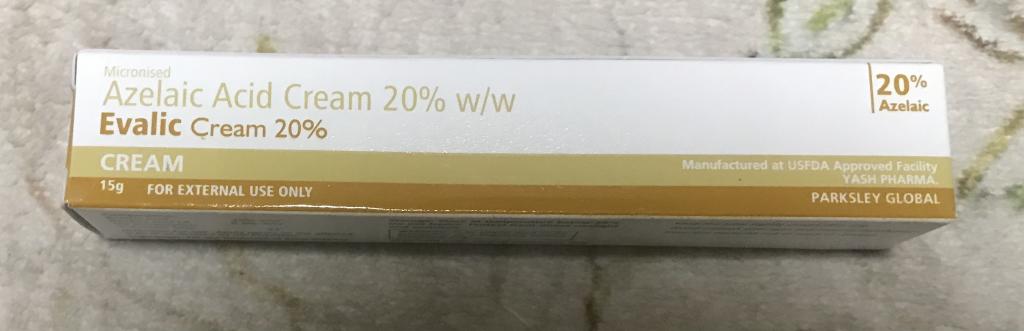 Micronised
Azelaic Acid Cream 20% w/w
Evalic Cream 20%
20%
Azelaic
CREAM
Manufactured at USFDA Approved Facility
YASH PHARMA.
15g FOR EXTERNAL USE ONLY
PARKSLEY GLOBAL